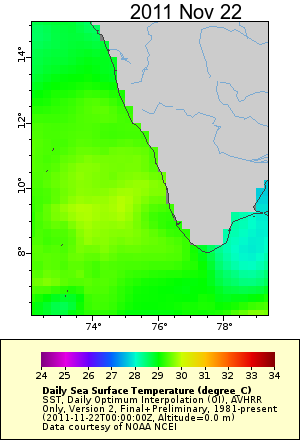 2011 Nov 22
14°
12°
10°
8°
74° 76° 78°
24 25 26 27 28 29 30 31 32 33 34
Daily Sea Surface Temperature (degree_C)
SST, Daily Optimum Interpolation (OI), AVHRR
Only, Version 2, Final+Preliminary, 1981-present
(2011-11-22T00:00:00Z, Altitude=0.0 m)
Data courtesy of NOAA NCEI